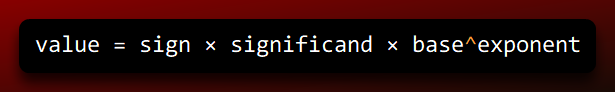 value = sign × significand × base^exponent